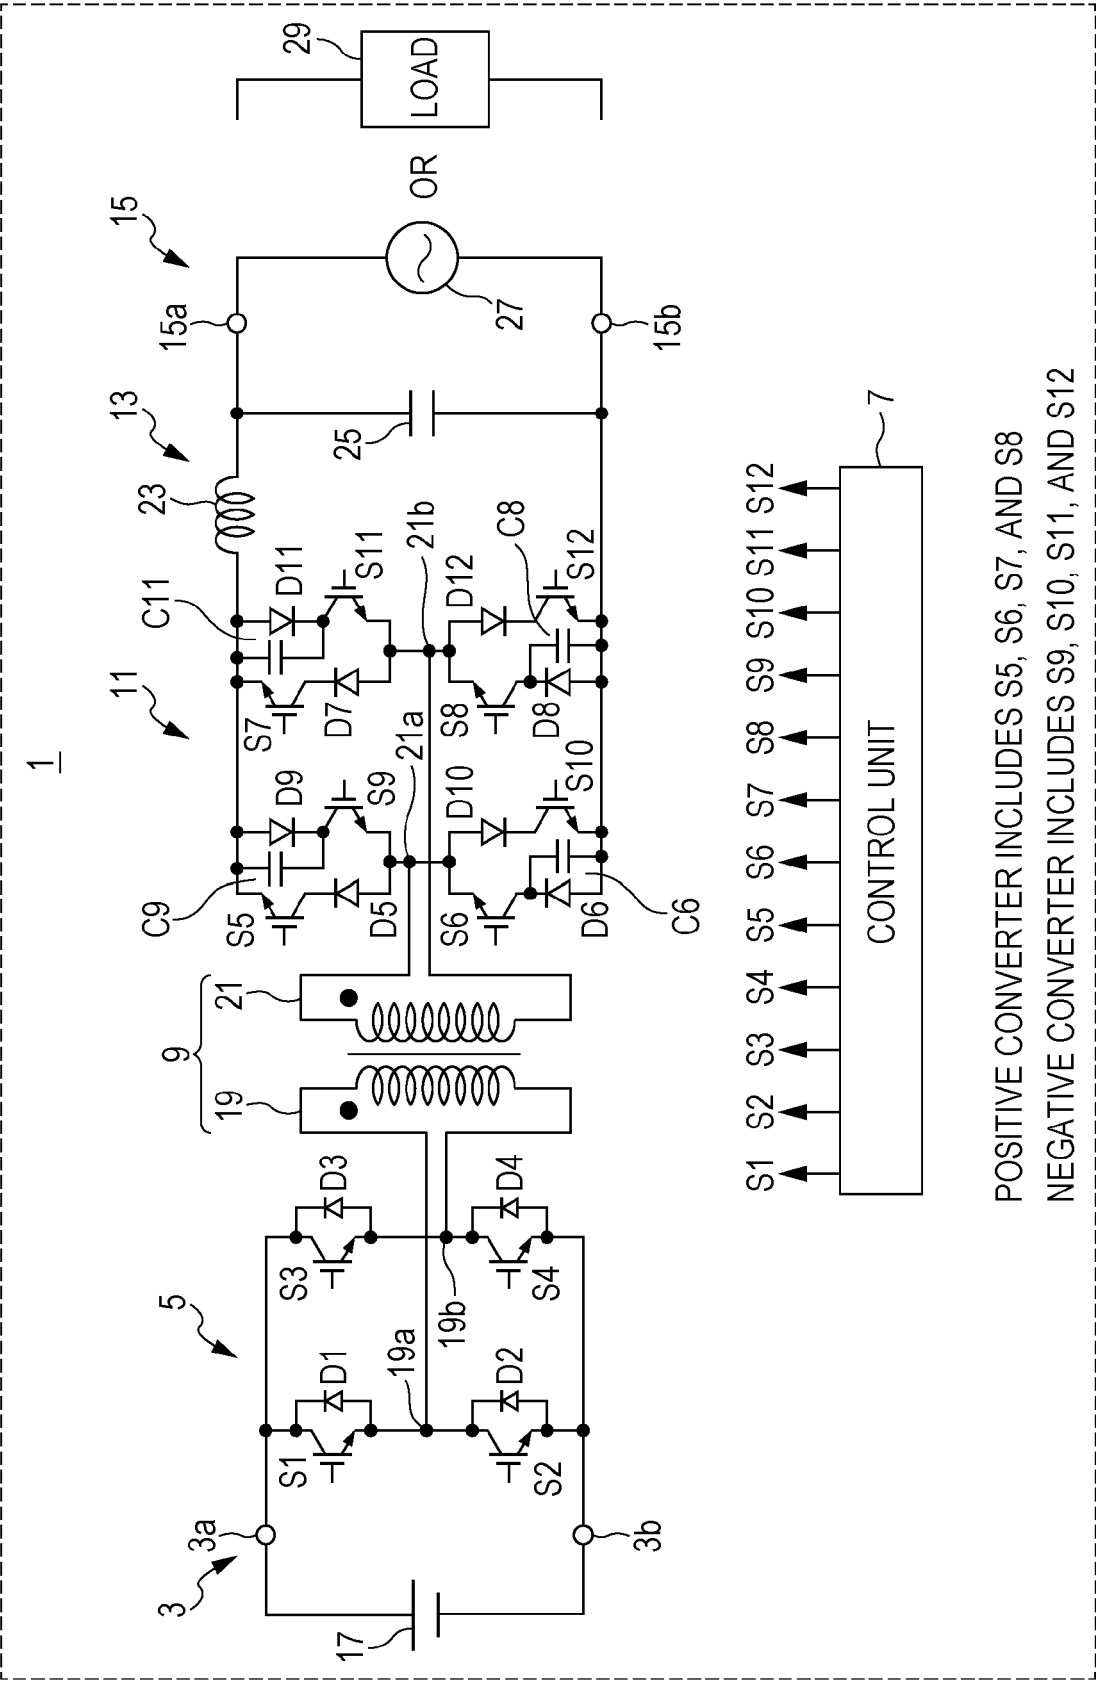 1
3
3a
3b
17
5
S1
D1
S2
D2
S3
D3
S4
D4
19a
19b
9
19
21
11
C9
S5
D5
D9
S9
S6
D6
C6
D10
S10
21a
C11
S7
D7
D11
S11
21b
S8
D8
C8
D12
S12
13
23
25
15
15a
15b
27
OR
29
LOAD
S1 S2 S3 S4 S5 S6 S7 S8 S9 S10 S11 S12
CONTROL UNIT
7
POSITIVE CONVERTER INCLUDES S5, S6, S7, AND S8
NEGATIVE CONVERTER INCLUDES S9, S10, S11, AND S12